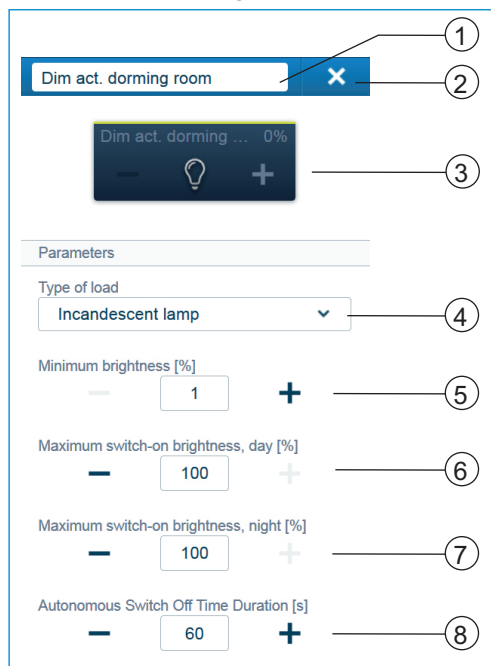 1
Dim act. dorming room
2
Dim act. dorming ... 0%
3
Parameters
Type of load
Incandescent lamp
4
Minimum brightness [%]
1
5
Maximum switch-on brightness, day [%]
100
6
Maximum switch-on brightness, night [%]
100
7
Autonomous Switch Off Time Duration [s]
60
8